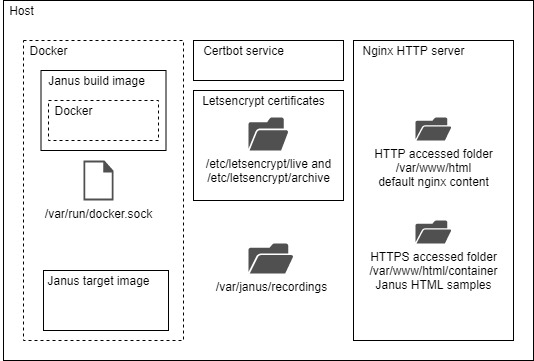 Host
Docker
Janus build image
Docker
/var/run/docker.sock
Janus target image
Certbot service
Letsencrypt certificates
/etc/letsencrypt/live and
/etc/letsencrypt/archive
/var/janus/recordings
Nginx HTTP server
HTTP accessed folder
/var/www/html
default nginx content
HTTPS accessed folder
/var/www/html/container
Janus HTML samples